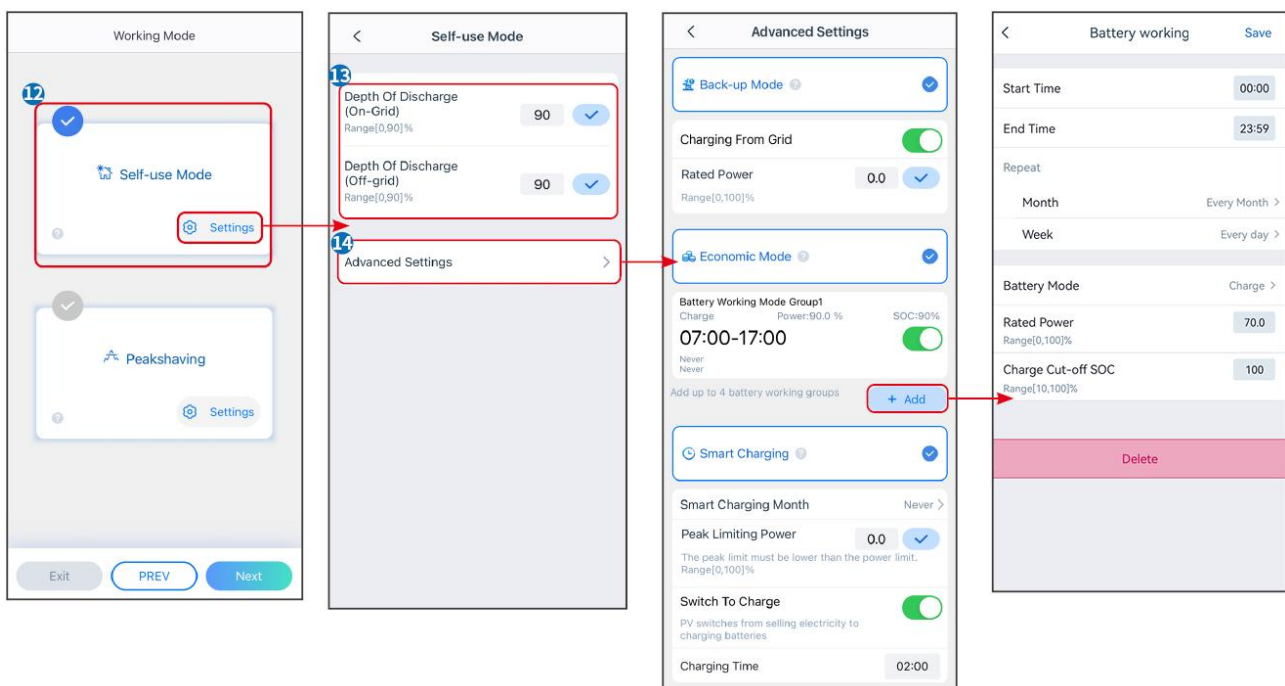 Working Mode
12
Self-use Mode
Settings
Peakshaving
Settings
Exit
PREV
Next
Self-use Mode
13
Depth Of Discharge
(On-Grid)
90
Range[0,90]%
Depth Of Discharge
(Off-grid)
90
Range[0,90]%
14
Advanced Settings
Advanced Settings
Back-up Mode ?
Charging From Grid
Rated Power
0.0
Range[0,100]%
Economic Mode ?
Battery Working Mode Group1
Charge Power:90.0 % SOC:90%
07:00-17:00
Never
Never
Add up to 4 battery working groups
+ Add
Smart Charging ?
Smart Charging Month Never >
Peak Limiting Power
0.0
The peak limit must be lower than the power limit.
Range[0,100]%
Switch To Charge
PV switches from selling electricity to
charging batteries
Charging Time 02:00
Battery working Save
Start Time 00:00
End Time 23:59
Repeat
Month Every Month >
Week Every day >
Battery Mode Charge >
Rated Power 70.0
Range[0,100]%
Charge Cut-off SOC 100
Range[10,100]%
Delete